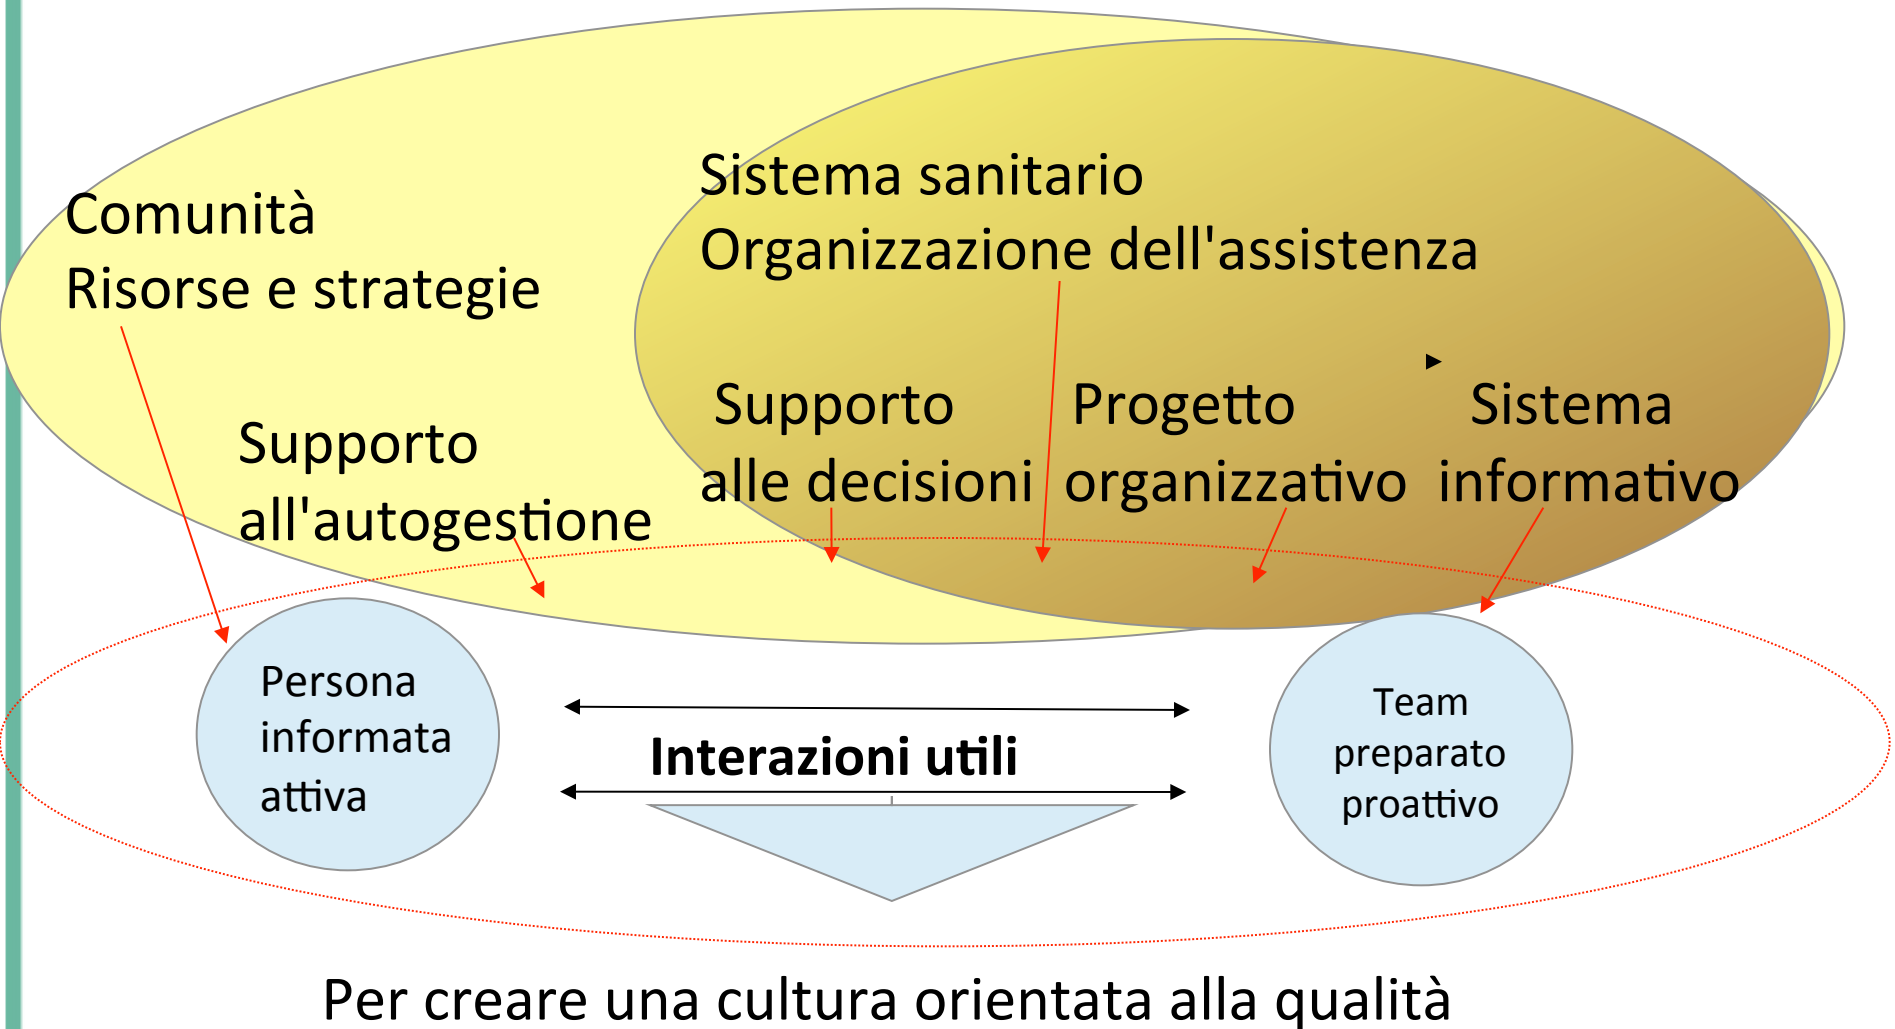 Comunità
Risorse e strategie
Sistema sanitario
Organizzazione dell'assistenza
Supporto
all'autogestione
Supporto
alle decisioni
Progetto
organizzativo
Sistema
informativo
Persona
informata
attiva
Interazioni utili
Team
preparato
proattivo
Per creare una cultura orientata alla qualità